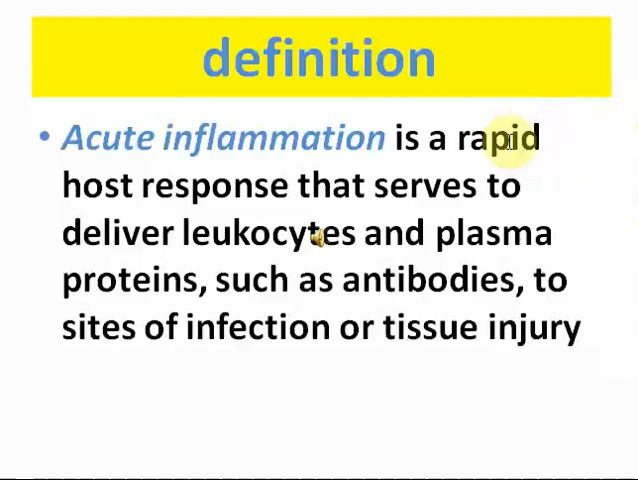 definition
• Acute inflammation is a rapid
host response that serves to
deliver leukocytes and plasma
proteins, such as antibodies, to
sites of infection or tissue injury